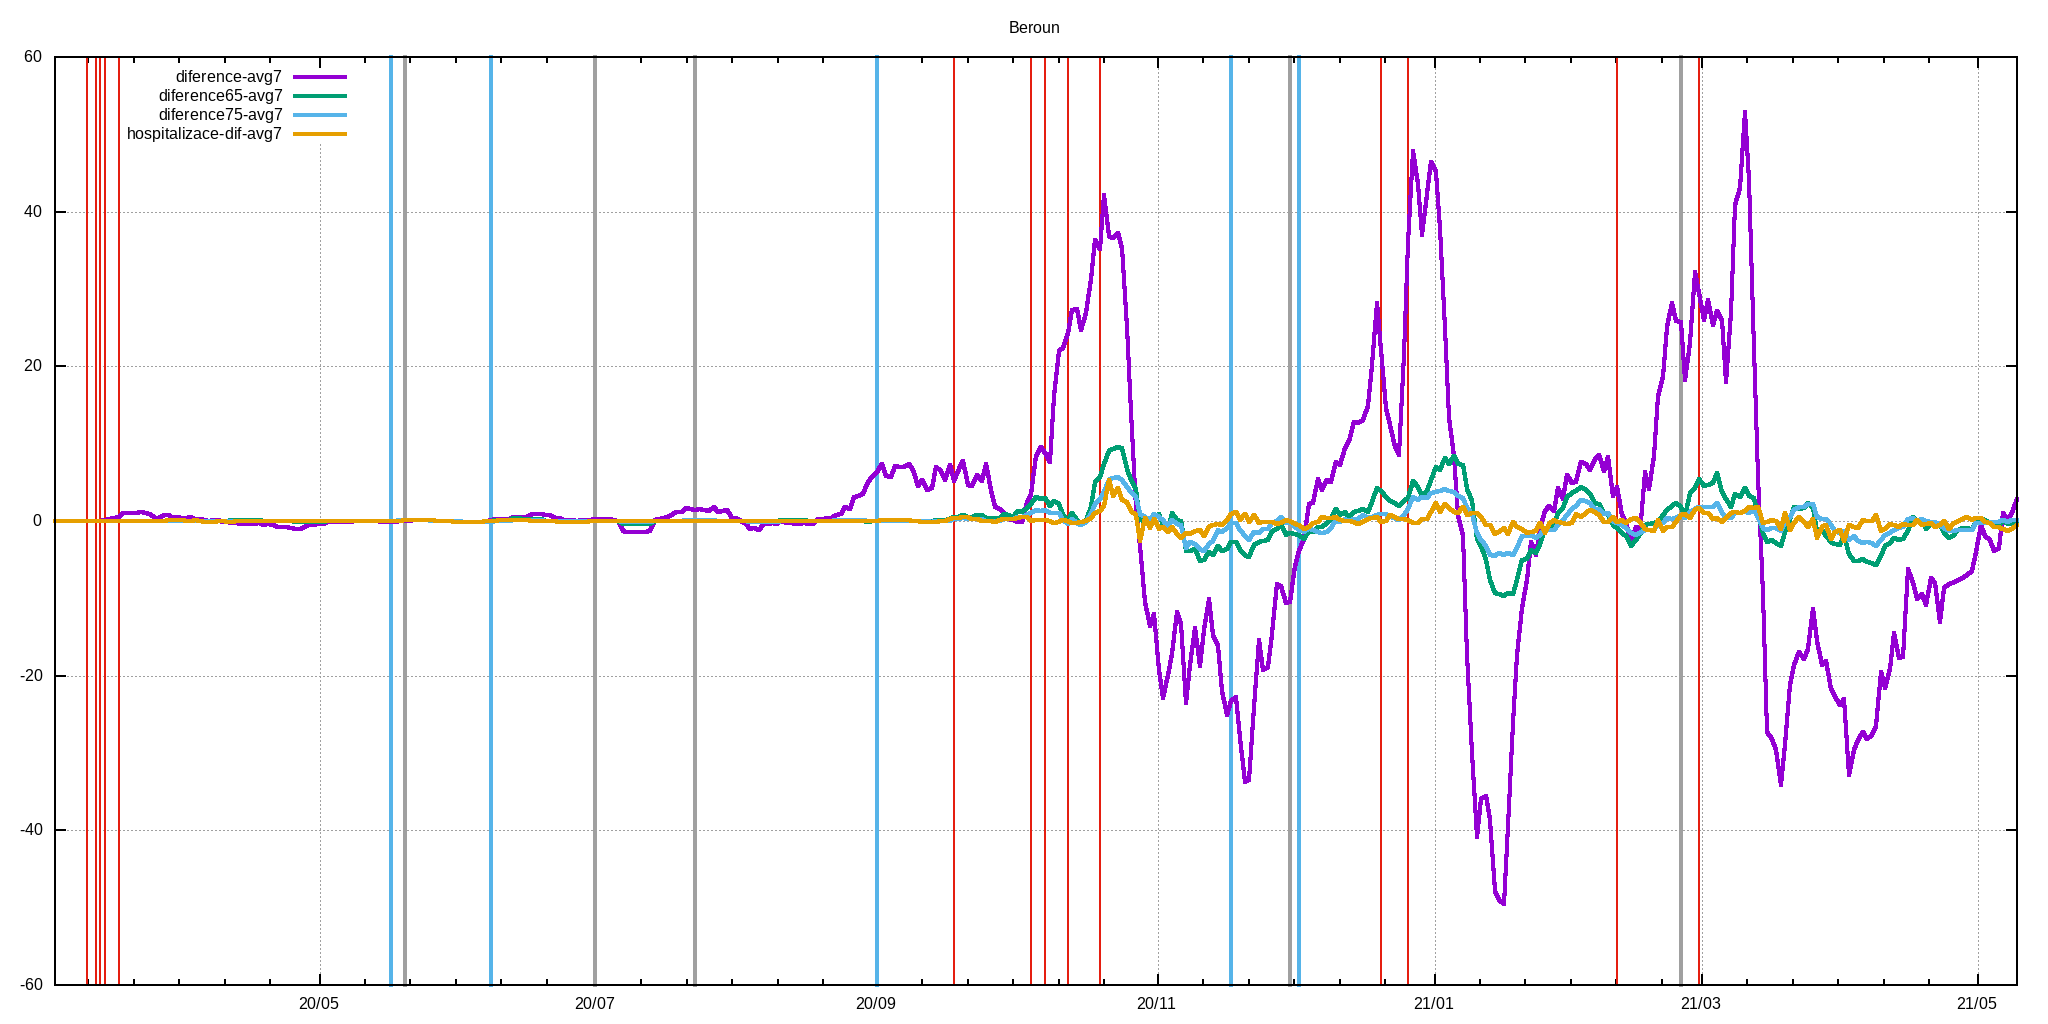 Beroun
60
40
20
0
-20
-40
-60
diference-avg7
diference65-avg7
diference75-avg7
hospitalizace-dif-avg7
20/05 20/07 20/09 20/11 21/01 21/03 21/05